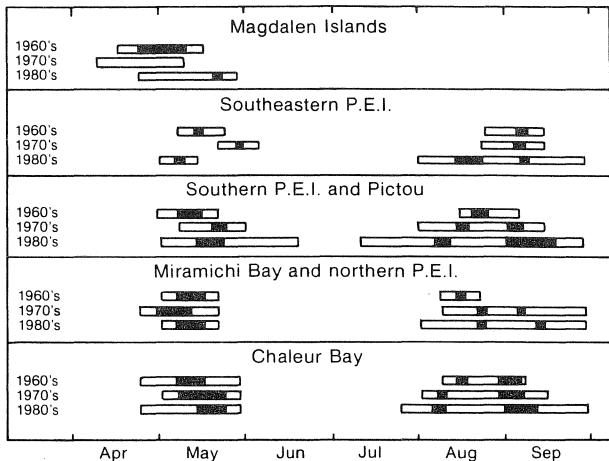 Magdalen Islands
1960's
1970's
1980's
Southeastern P.E.I.
1960's
1970's
1980's
Southern P.E.I. and Pictou
1960's
1970's
1980's
Miramichi Bay and northern P.E.I.
1960's
1970's
1980's
Chaleur Bay
1960's
1970's
1980's
Apr May Jun Jul Aug Sep